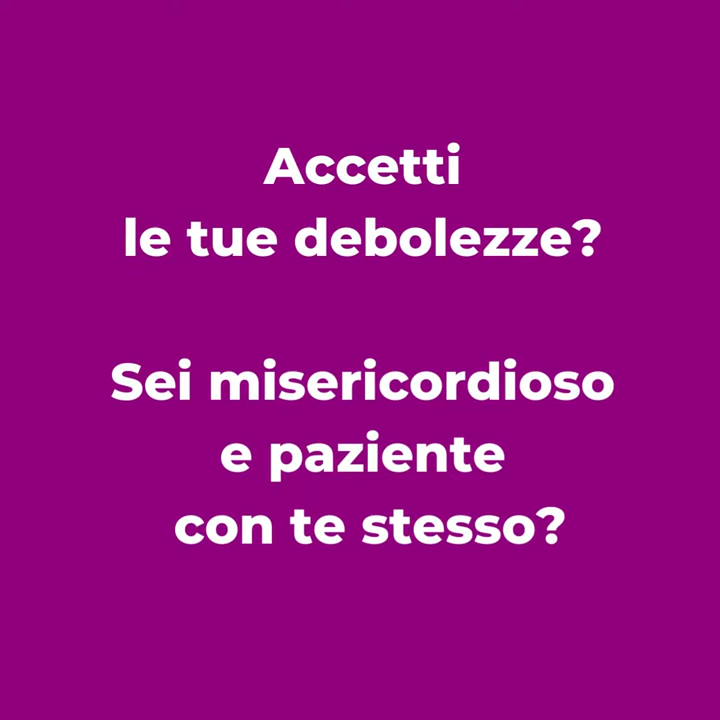 Accetti
le tue debolezze?
Sei misericordioso
e paziente
con te stesso?